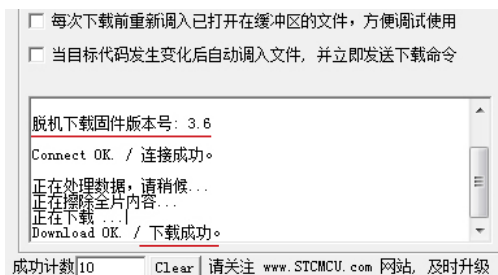 每次下载前重新调入已打开在缓冲区的文件，方便调试使用
当目标代码发生变化后自动调入文件，并立即发送下载命令
脱机下载固件版本号: 3.6
Connect OK. / 连接成功。
正在处理数据，请稍候...
正在擦除全片内容...
正在下载 ...
Download OK. / 下载成功。
成功计数 10 Clear 请关注 www.STCMCU.com 网站, 及时升级